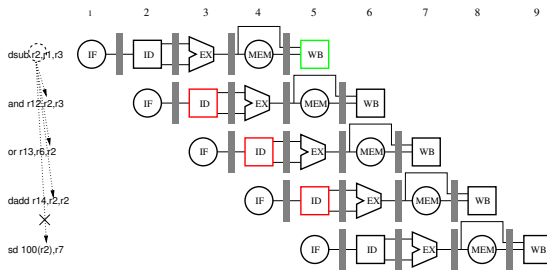 1 2 3 4 5 6 7 8 9
dsub r2,r1,r3 IF ID EX MEM WB
and r12,r2,r3 IF ID EX MEM WB
or r13,r6,r2 IF ID EX MEM WB
dadd r14,r2,r2 IF ID EX MEM WB
sd 100(r2),r7 IF ID EX MEM WB